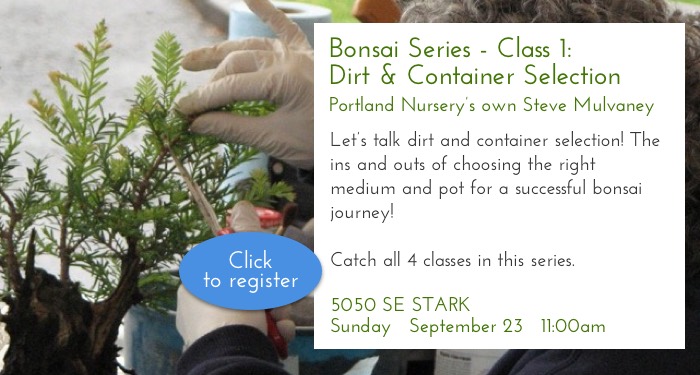 Bonsai Series - Class 1:
Dirt & Container Selection
Portland Nursery's own Steve Mulvaney
Let's talk dirt and container selection! The
ins and outs of choosing the right
medium and pot for a successful bonsai
journey!
Catch all 4 classes in this series.
Click
to register
5050 SE STARK
Sunday September 23 11:00am